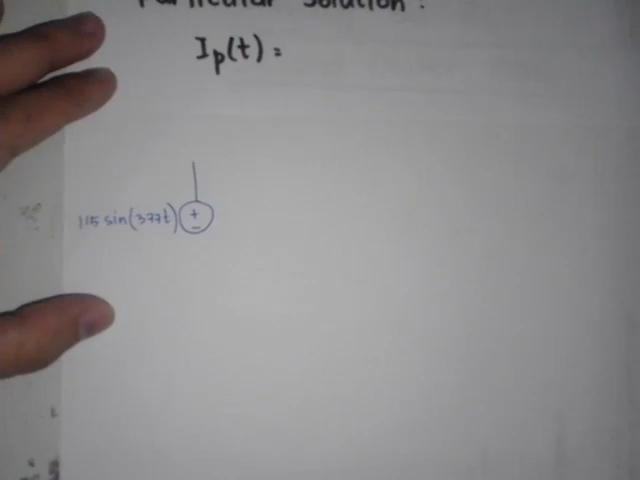 Particular Solution :
Ip(t) =
115 sin(377t)
+
−